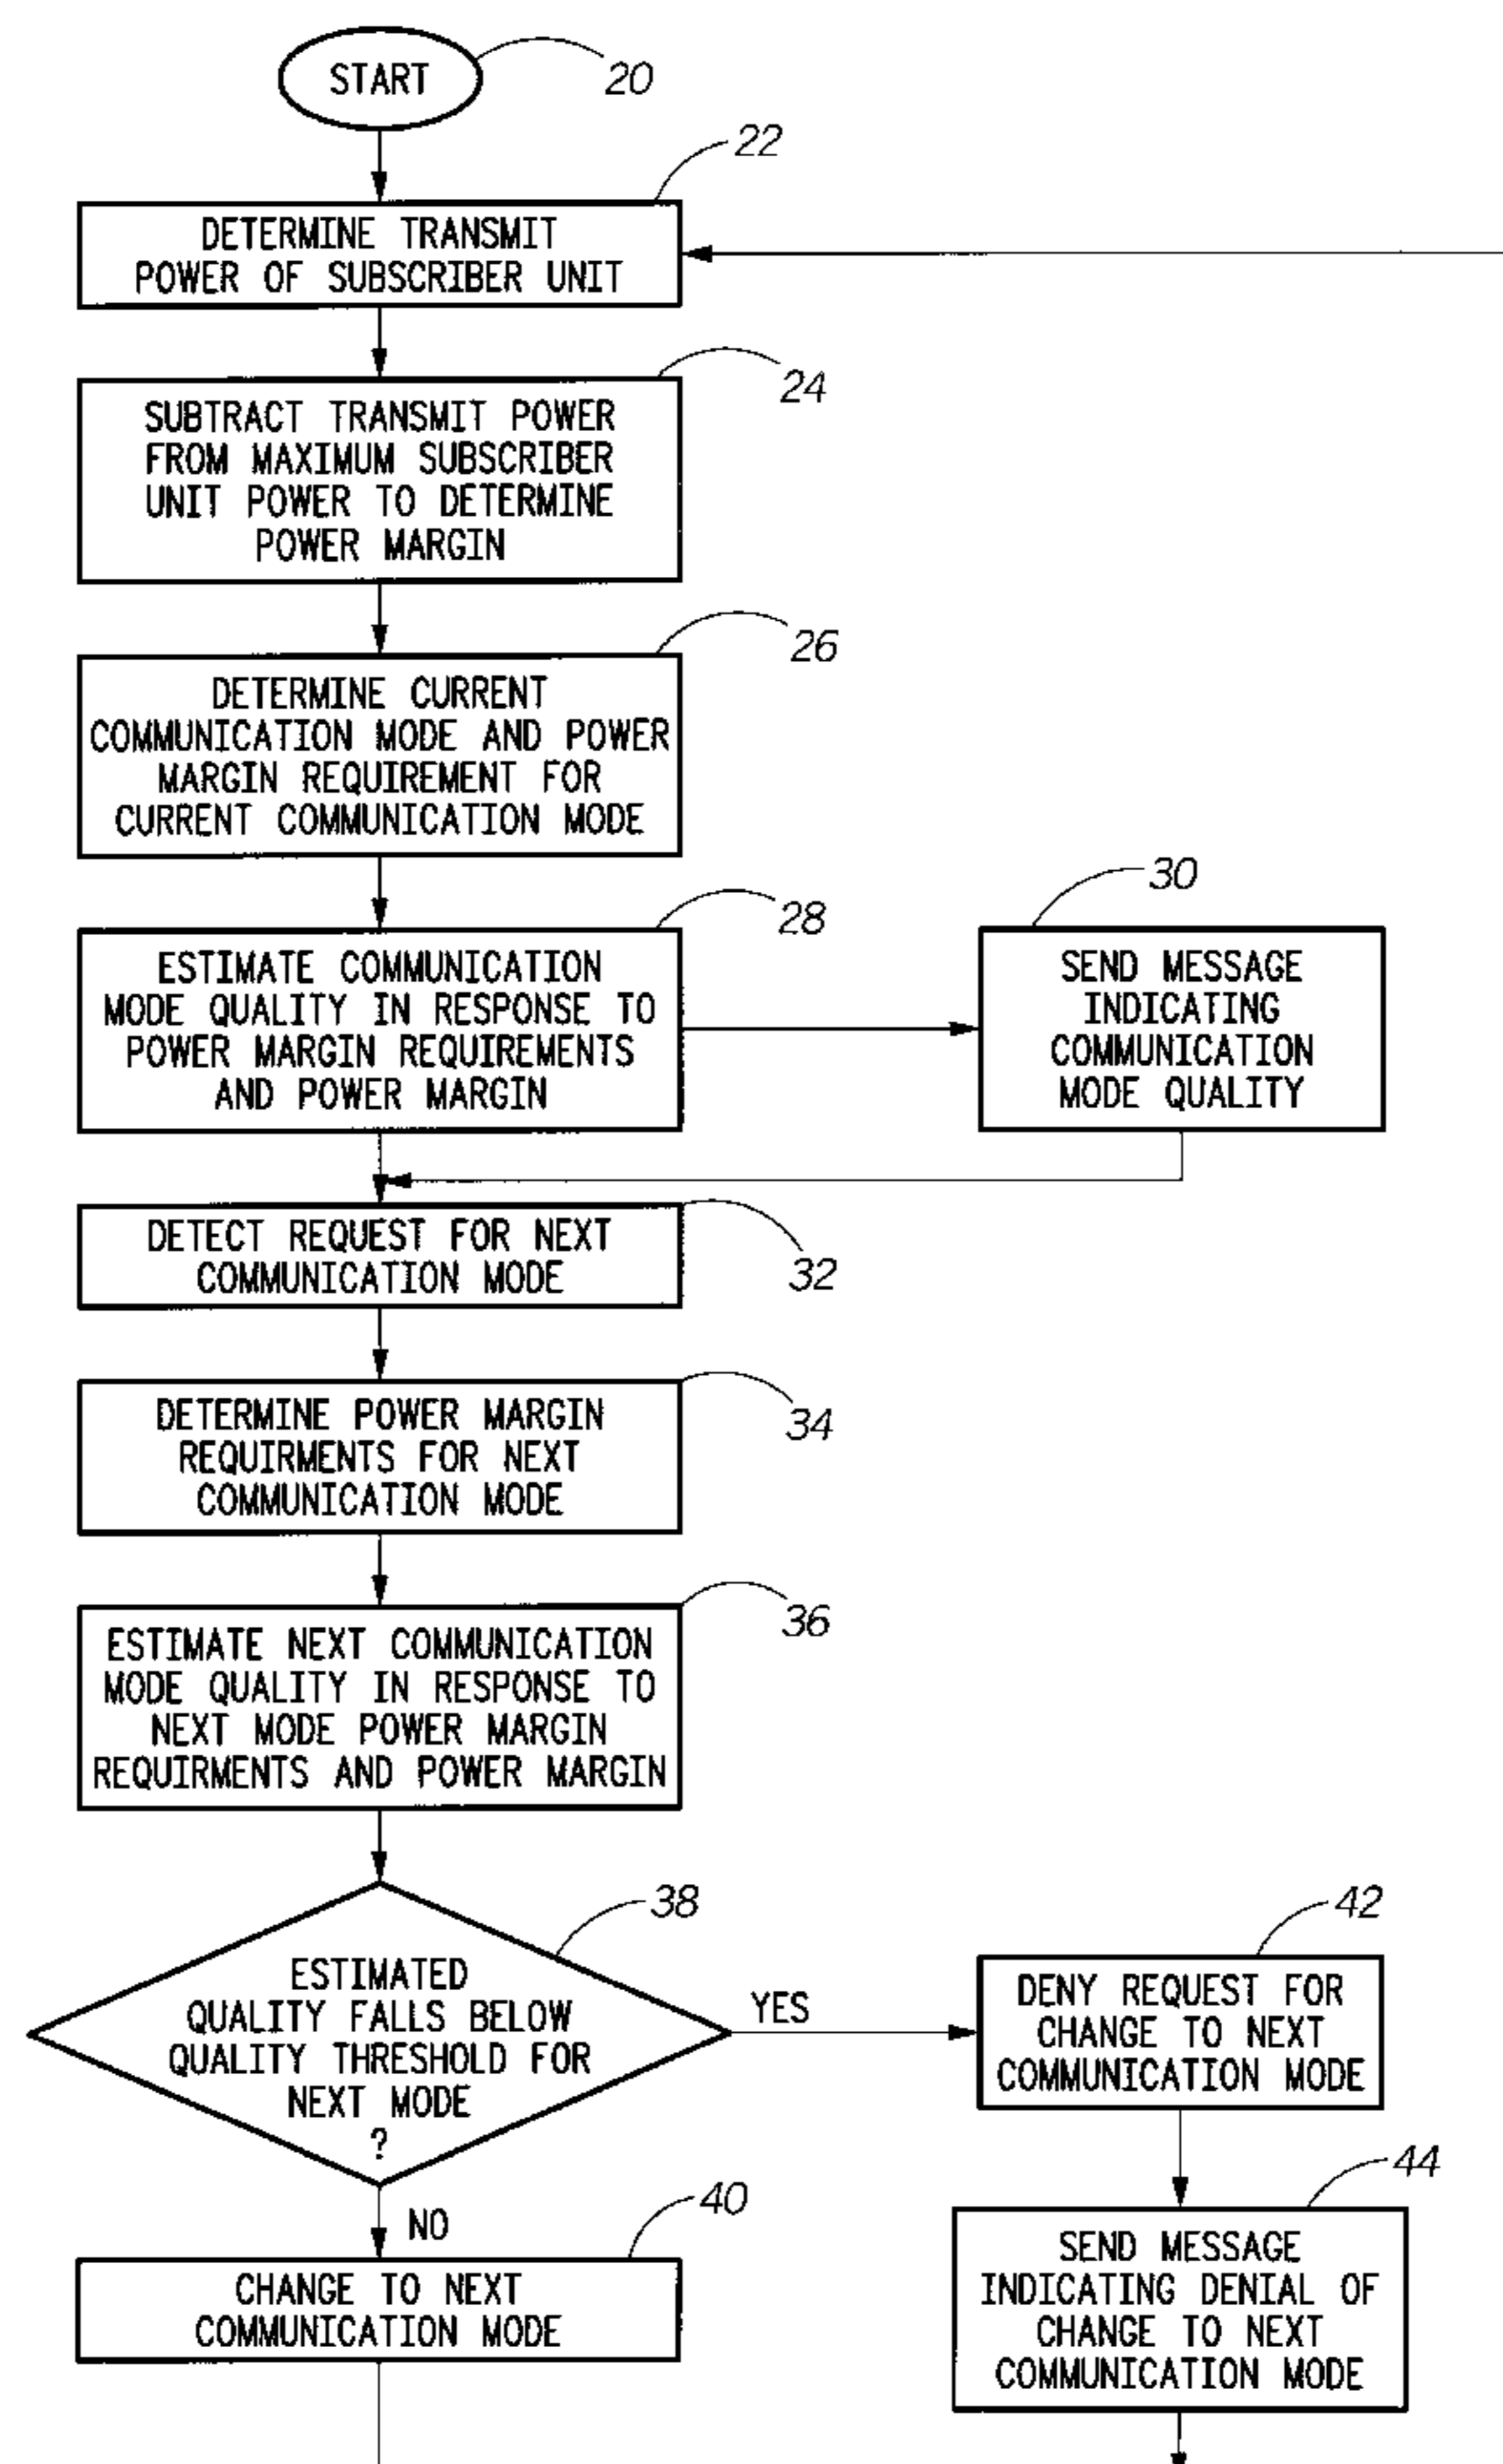 START
20
22
DETERMINE TRANSMIT
POWER OF SUBSCRIBER UNIT
24
SUBTRACT TRANSMIT POWER
FROM MAXIMUM SUBSCRIBER
UNIT POWER TO DETERMINE
POWER MARGIN
26
DETERMINE CURRENT
COMMUNICATION MODE AND POWER
MARGIN REQUIREMENT FOR
CURRENT COMMUNICATION MODE
28
ESTIMATE COMMUNICATION
MODE QUALITY IN RESPONSE TO
POWER MARGIN REQUIREMENTS
AND POWER MARGIN
30
SEND MESSAGE
INDICATING
COMMUNICATION
MODE QUALITY
32
DETECT REQUEST FOR NEXT
COMMUNICATION MODE
34
DETERMINE POWER MARGIN
REQUIRMENTS FOR NEXT
COMMUNICATION MODE
36
ESTIMATE NEXT COMMUNICATION
MODE QUALITY IN RESPONSE TO
NEXT MODE POWER MARGIN
REQUIRMENTS AND POWER MARGIN
38
ESTIMATED
QUALITY FALLS BELOW
QUALITY THRESHOLD FOR
NEXT MODE
?
YES
42
DENY REQUEST FOR
CHANGE TO NEXT
COMMUNICATION MODE
NO
40
CHANGE TO NEXT
COMMUNICATION MODE
44
SEND MESSAGE
INDICATING DENIAL OF
CHANGE TO NEXT
COMMUNICATION MODE